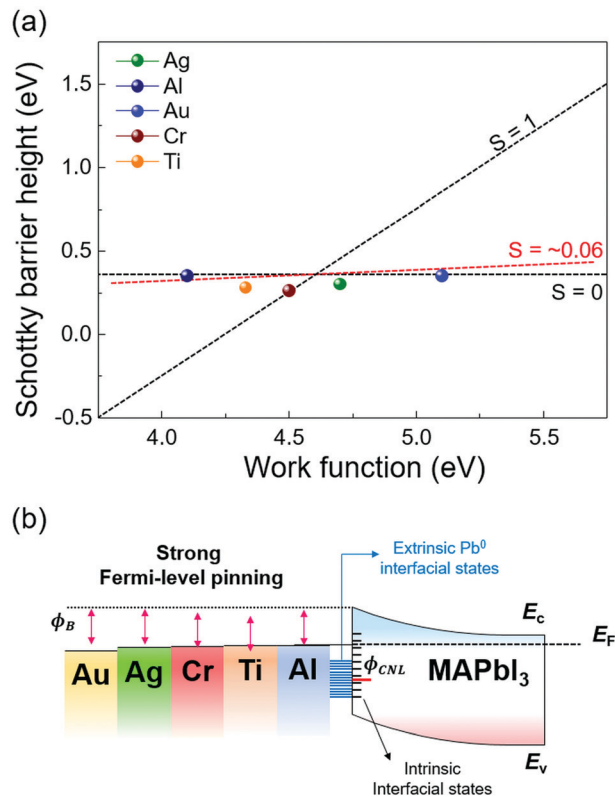 (a)
Schottky barrier height (eV)
1.5
1.0
0.5
0.0
-0.5
Ag
Al
Au
Cr
Ti
S = 1
S = ~0.06
S = 0
4.0 4.5 5.0 5.5
Work function (eV)
(b)
Strong
Fermi-level pinning
Extrinsic Pb⁰
interfacial states
ϕB
Ec
EF
Au Ag Cr Ti Al
ϕCNL
MAPbI₃
Intrinsic
Interfacial states
Ev